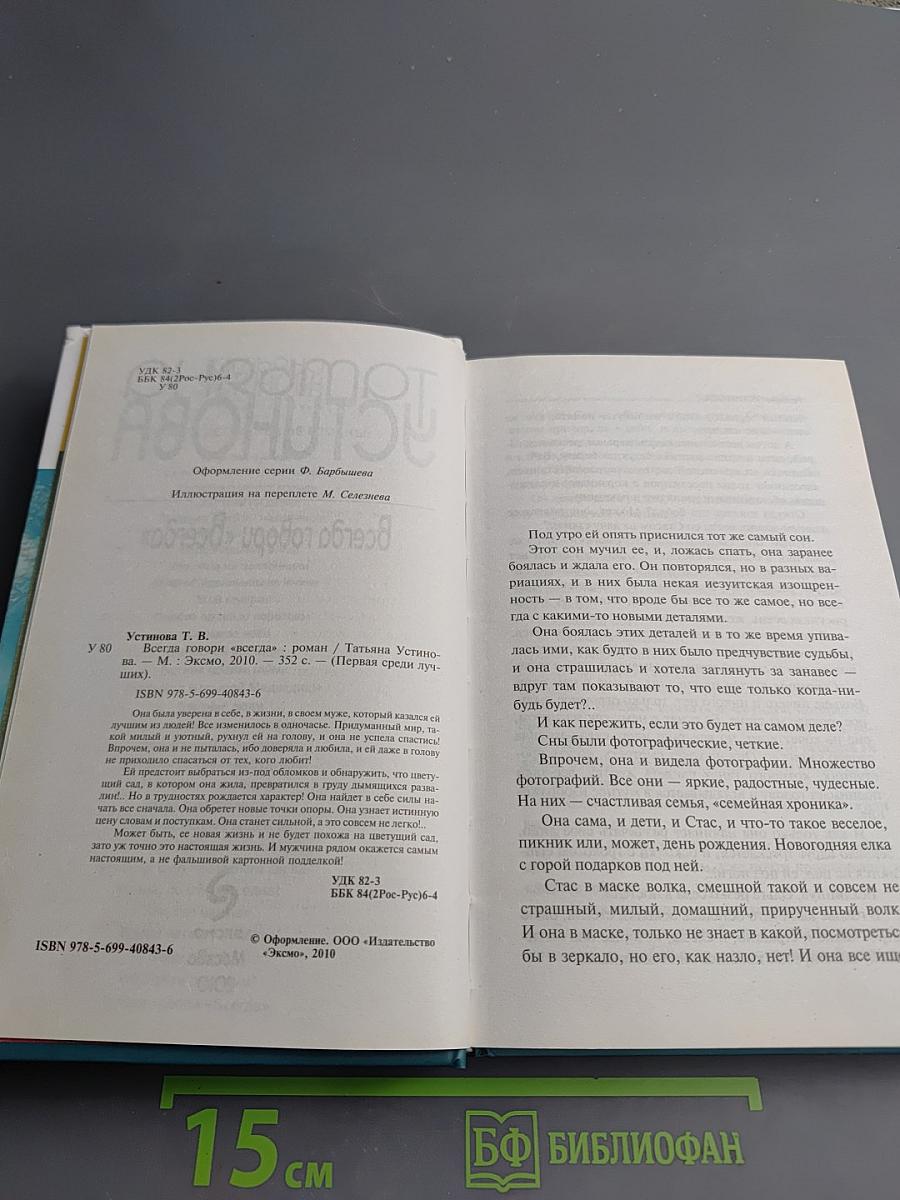 УДК 82-3
ББК 84(2Рос-Рус)6-4
У 80
Оформление серии Ф. Барбышева
Иллюстрация на переплете М. Селезнева
Устинова Т. В.
У 80 Всегда говори «всегда» : роман / Татьяна Устино-
ва. — М. : Эксмо, 2010. — 352 с. — (Первая среди луч-
ших).
ISBN 978-5-699-40843-6
Она была уверена в себе, в жизни, в своем муже, который казался ей
лучшим из людей! Все изменилось в одночасье. Придуманный мир, та-
кой милый и уютный, рухнул ей на голову, и она не успела спастись!
Впрочем, она и не пыталась, ибо доверяла и любила, и ей даже в голову
не приходило спасаться от тех, кого любит!
Ей предстоит выбраться из-под обломков и обнаружить, что цвету-
щий сад, в котором она жила, превратился в груду дымящихся разва-
лин!.. Но в трудностях рождается характер! Она найдет в себе силы на-
чать все сначала. Она обретет новые точки опоры. Она узнает истинную
цену словам и поступкам. Она станет сильной, а это совсем не легко!..
Может быть, ее новая жизнь и не будет похожа на цветущий сад,
зато уж точно это настоящая жизнь. И мужчина рядом окажется самым
настоящим, а не фальшивой картонной подделкой!
УДК 82-3
ББК 84(2Рос-Рус)6-4
ISBN 978-5-699-40843-6
© Оформление. ООО «Издательство
«Эксмо», 2010
Под утро ей опять приснился тот же самый сон.
Этот сон мучил ее, и, ложась спать, она заранее
боялась и ждала его. Он повторялся, но в разных ва-
риациях, и в них была некая иезуитская изощрен-
ность — в том, что вроде бы все то же самое, но все-
гда с какими-то новыми деталями.
Она боялась этих деталей и в то же время упива-
лась ими, как будто в них было предчувствие судьбы,
и она страшилась и хотела заглянуть за занавес —
вдруг там показывают то, что еще только когда-ни-
будь будет?..
И как пережить, если это будет на самом деле?
Сны были фотографические, четкие.
Впрочем, она и видела фотографии. Множество
фотографий. Все они — яркие, радостные, чудесные.
На них — счастливая семья, «семейная хроника».
Она сама, и дети, и Стас, и что-то такое веселое,
пикник или, может, день рождения. Новогодняя елка
с горой подарков под ней.
Стас в маске волка, смешной такой и совсем не
страшный, милый, домашний, прирученный волк
И она в маске, только не знает в какой, посмотретьс
бы в зеркало, но его, как назло, нет! И она все ище
15 см
БФ БИБЛИОФАН